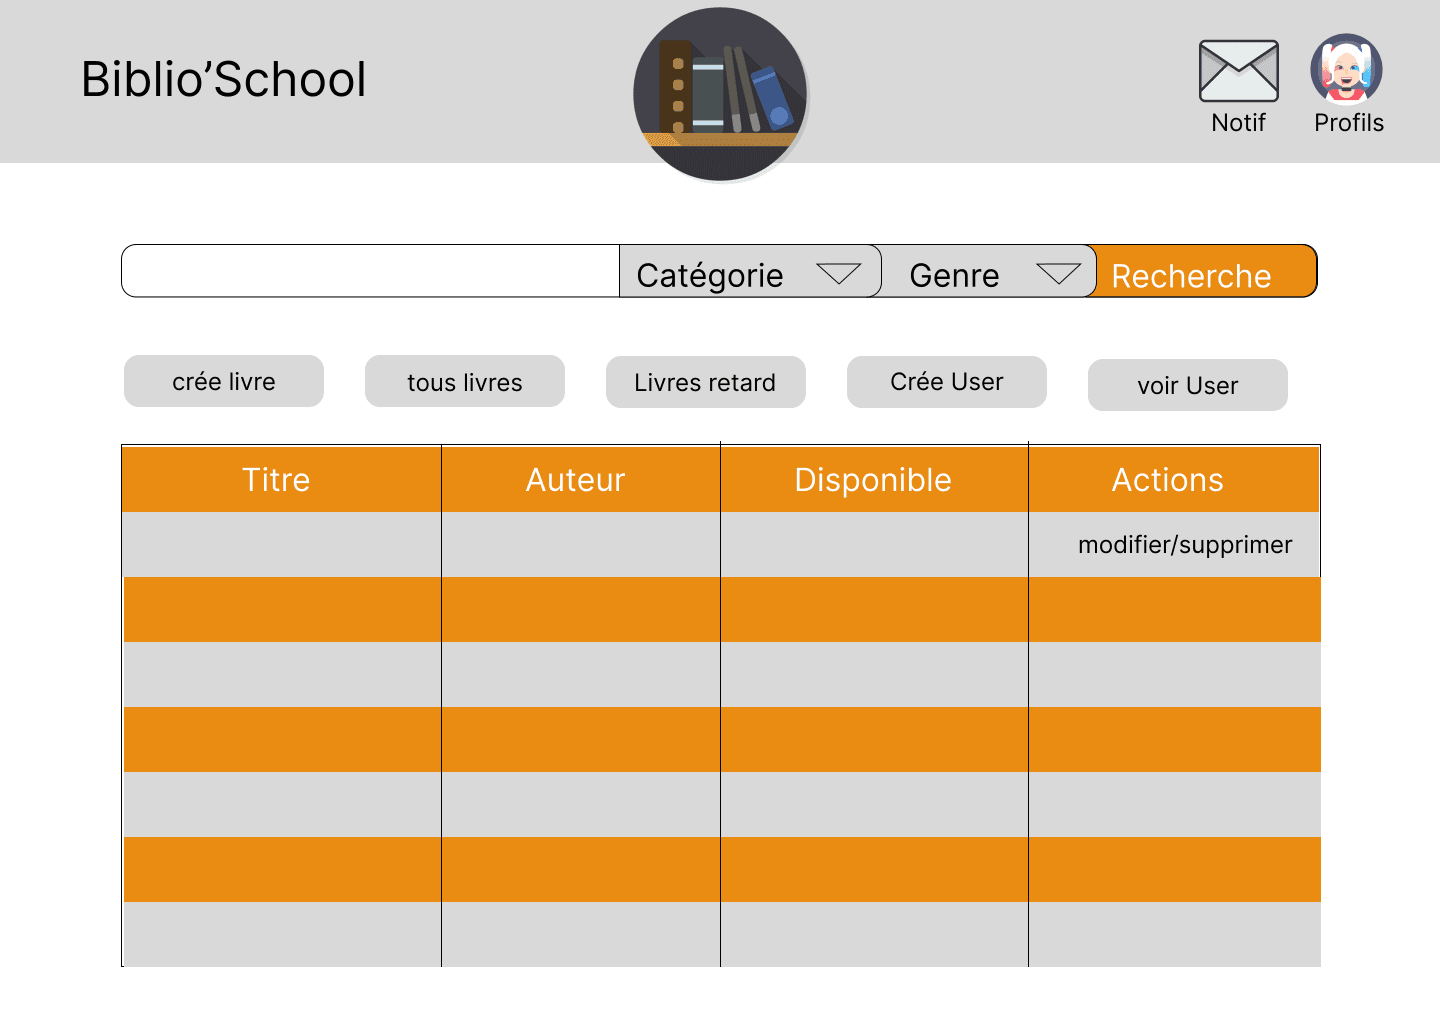 Biblio’School
Notif
Profils
Catégorie
Genre
Recherche
crée livre
tous livres
Livres retard
Crée User
voir User
Titre
Auteur
Disponible
Actions
modifier/supprimer